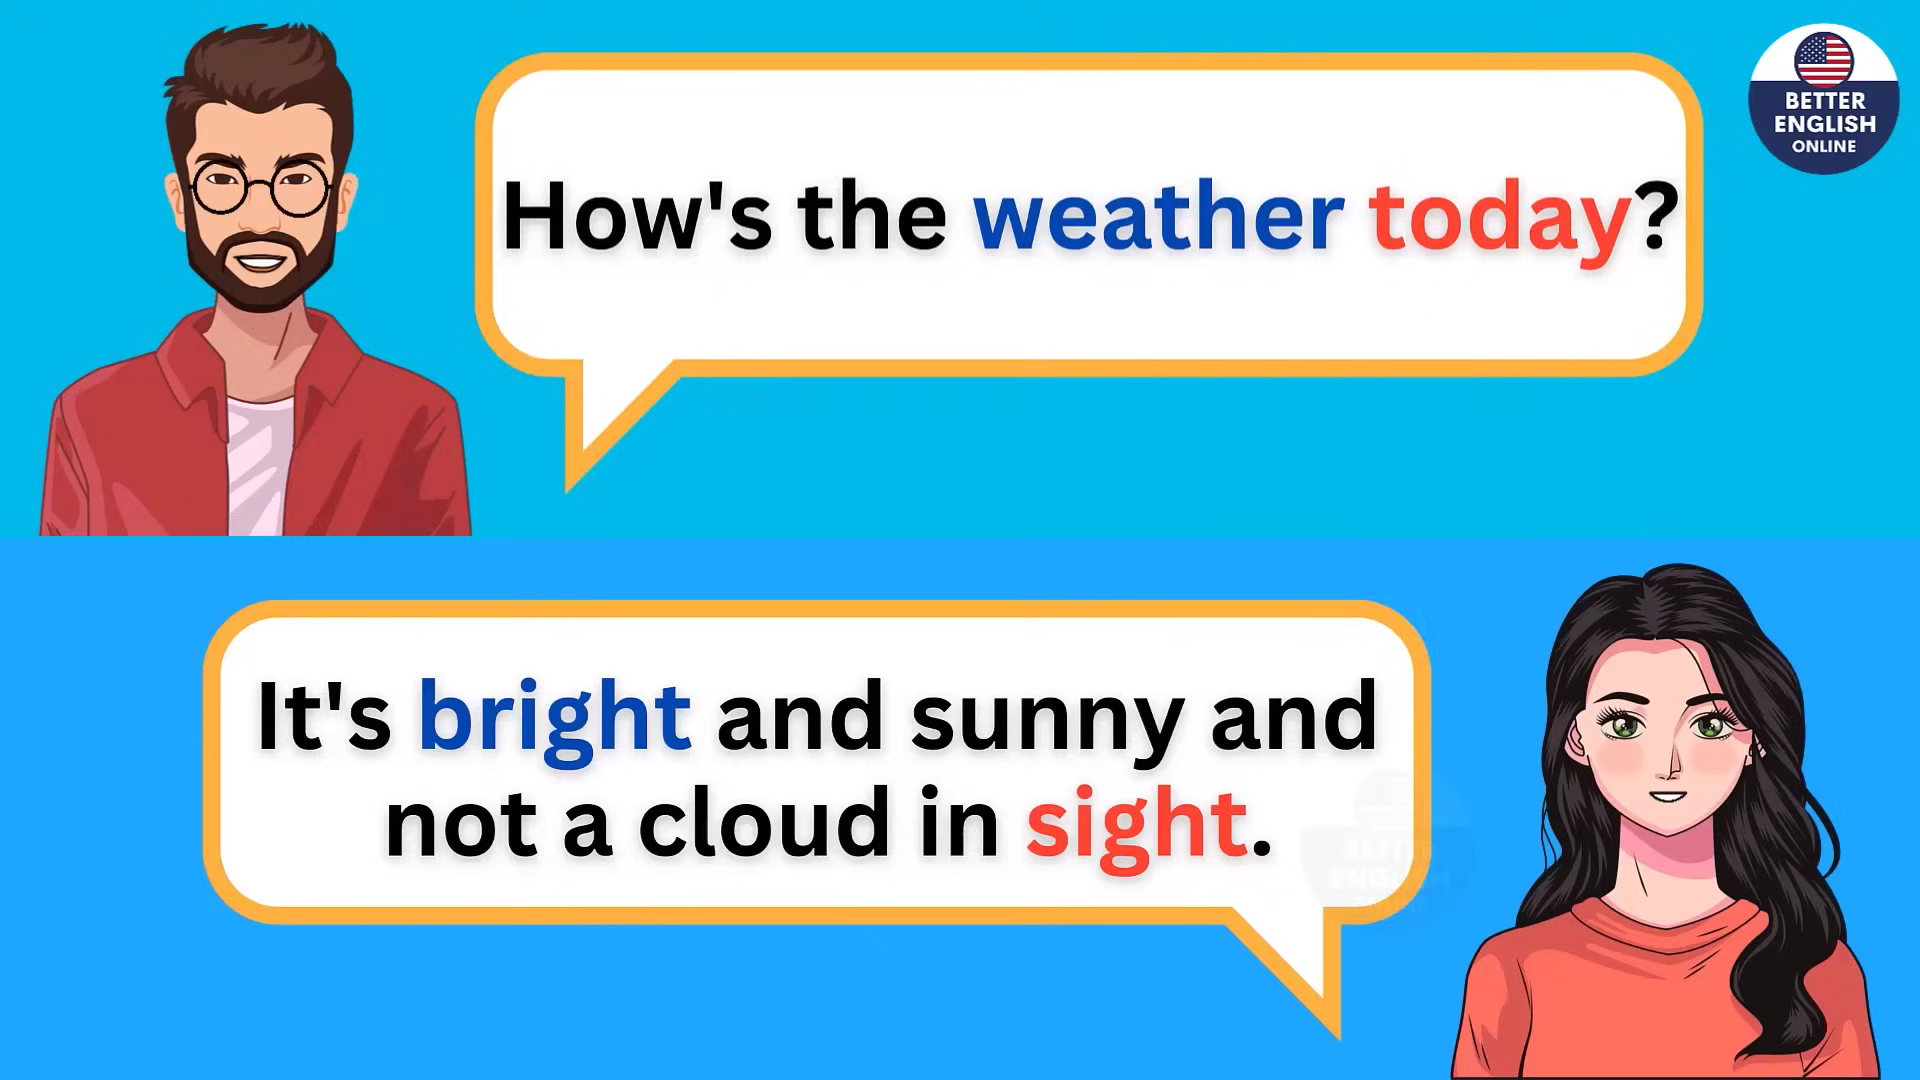 How's the weather today?
BETTER
ENGLISH
ONLINE
It's bright and sunny and
not a cloud in sight.